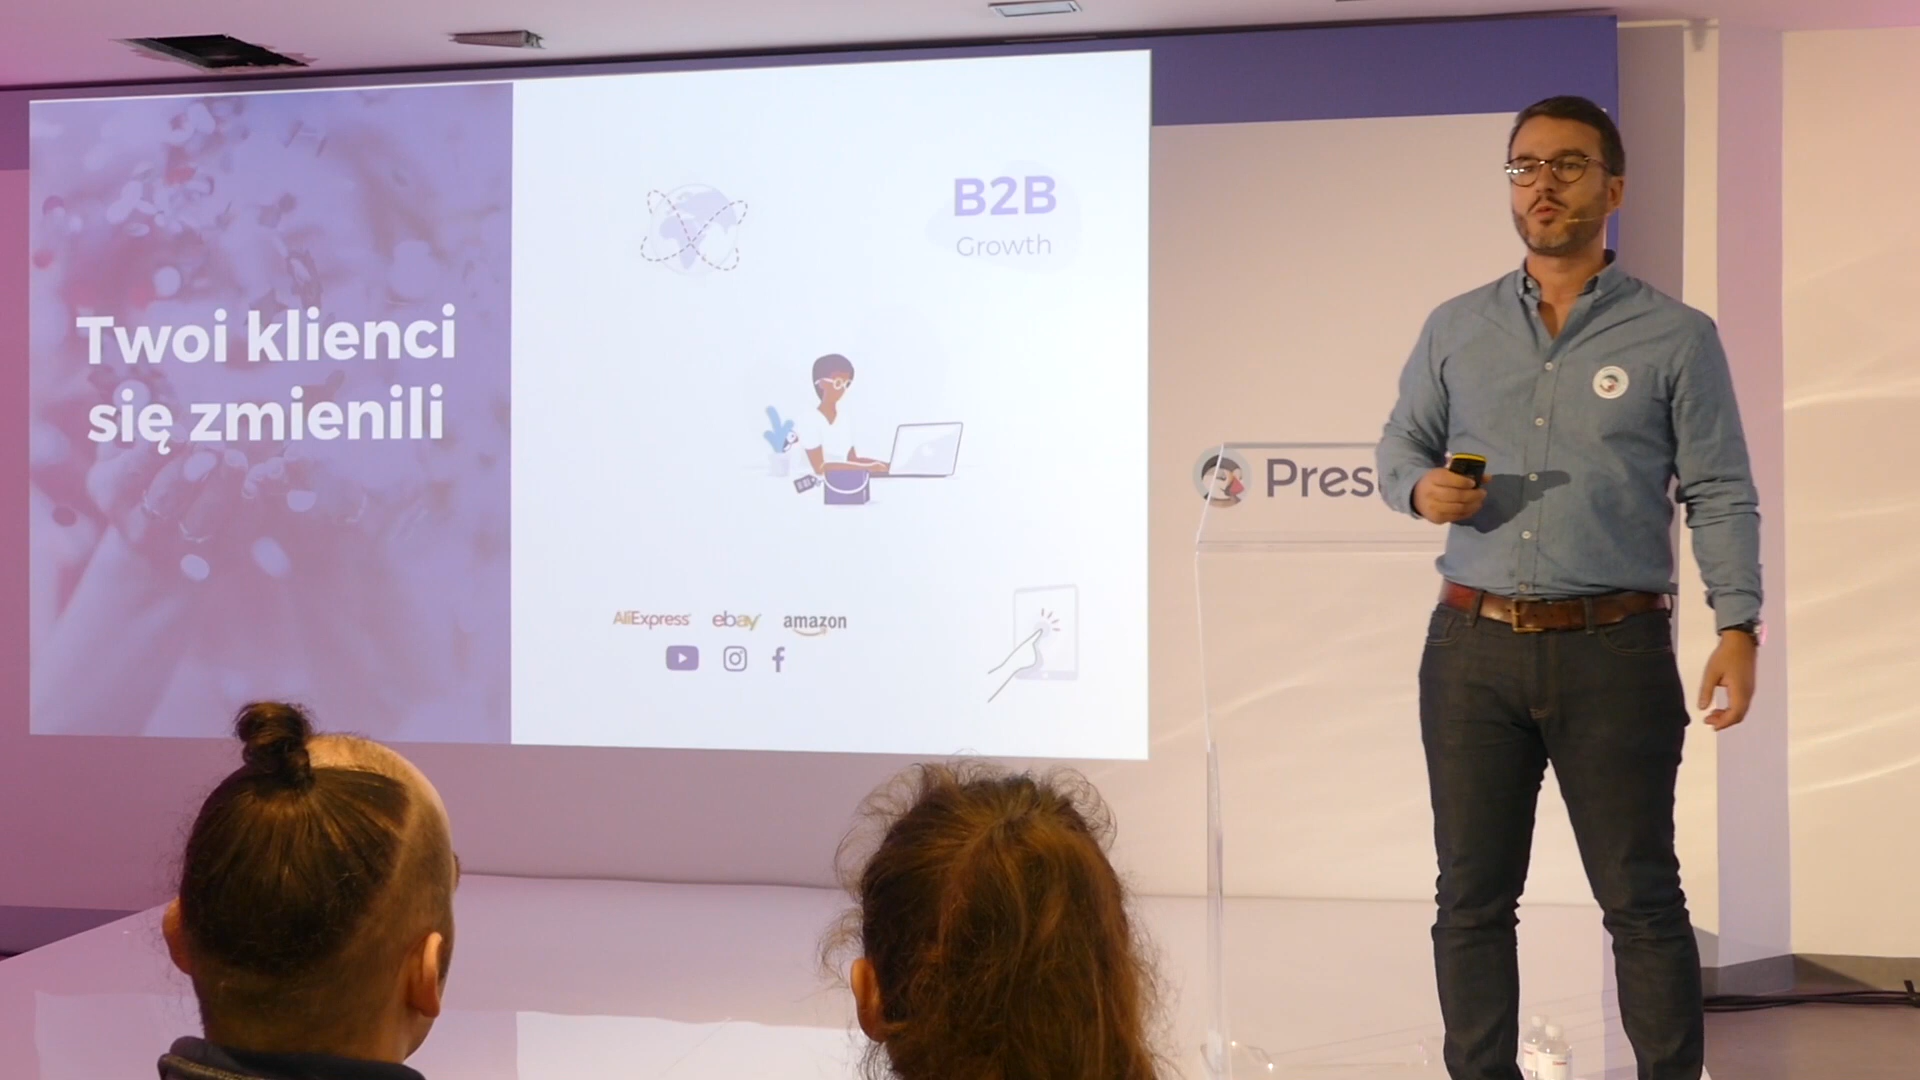 Twoi klienci
się zmienili
B2B
Growth
AliExpress
ebay
amazon
Pres